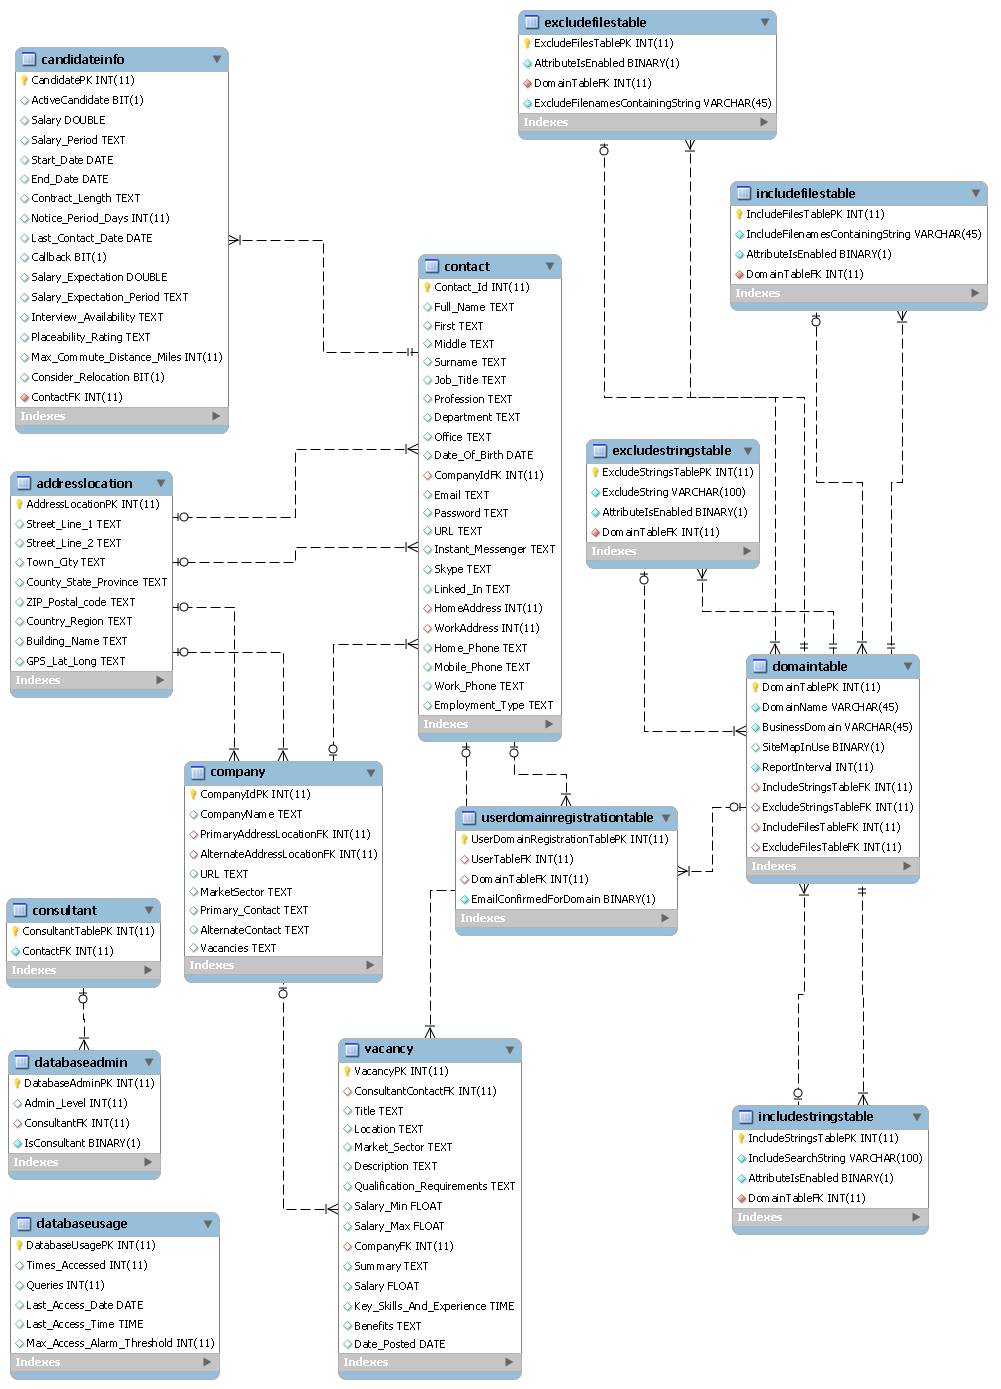 excludefilestable
ExcludeFilesTablePK INT(11)
AttributeIsEnabled BINARY(1)
DomainTableFK INT(11)
ExcludeFilenamesContainingString VARCHAR(45)
Indexes
candidateinfo
CandidatePK INT(11)
ActiveCandidate BIT(1)
Salary DOUBLE
Salary_Period TEXT
Start_Date DATE
End_Date DATE
Contract_Length TEXT
Notice_Period_Days INT(11)
Last_Contact_Date DATE
Callback BIT(1)
Salary_Expectation DOUBLE
Salary_Expectation_Period TEXT
Interview_Availability TEXT
Placeability_Rating TEXT
Max_Commute_Distance_Miles INT(11)
Consider_Relocation BIT(1)
ContactFK INT(11)
Indexes
includefilestable
IncludeFilesTablePK INT(11)
IncludeFilenamesContainingString VARCHAR(45)
AttributeIsEnabled BINARY(1)
DomainTableFK INT(11)
Indexes
contact
Contact_Id INT(11)
Full_Name TEXT
First TEXT
Middle TEXT
Surname TEXT
Job_Title TEXT
Profession TEXT
Department TEXT
Office TEXT
Date_Of_Birth DATE
CompanyIdFK INT(11)
Email TEXT
Password TEXT
URL TEXT
Instant_Messenger TEXT
Skype TEXT
Linked_In TEXT
HomeAddress INT(11)
WorkAddress INT(11)
Home_Phone TEXT
Mobile_Phone TEXT
Work_Phone TEXT
Employment_Type TEXT
Indexes
excludestringstable
ExcludeStringsTablePK INT(11)
ExcludeString VARCHAR(100)
AttributeIsEnabled BINARY(1)
DomainTableFK INT(11)
Indexes
addresslocation
AddressLocationPK INT(11)
Street_Line_1 TEXT
Street_Line_2 TEXT
Town_City TEXT
County_State_Province TEXT
ZIP_Postal_code TEXT
Country_Region TEXT
Building_Name TEXT
GPS_Lat_Long TEXT
Indexes
domaintable
DomainTablePK INT(11)
DomainName VARCHAR(45)
BusinessDomain VARCHAR(45)
SiteMapInUse BINARY(1)
ReportInterval INT(11)
IncludeStringsTableFK INT(11)
ExcludeStringsTableFK INT(11)
IncludeFilesTableFK INT(11)
ExcludeFilesTableFK INT(11)
Indexes
company
CompanyIdPK INT(11)
CompanyName TEXT
PrimaryAddressLocationFK INT(11)
AlternateAddressLocationFK INT(11)
URL TEXT
MarketSector TEXT
Primary_Contact TEXT
AlternateContact TEXT
Vacancies TEXT
Indexes
userdomainregistrationtable
UserDomainRegistrationTablePK INT(11)
UserTableFK INT(11)
DomainTableFK INT(11)
EmailConfirmedForDomain BINARY(1)
Indexes
consultant
ConsultantTablePK INT(11)
ContactFK INT(11)
Indexes
databaseadmin
DatabaseAdminPK INT(11)
Admin_Level INT(11)
ConsultantFK INT(11)
IsConsultant BINARY(1)
Indexes
vacancy
VacancyPK INT(11)
ConsultantContactFK INT(11)
Title TEXT
Location TEXT
Market_Sector TEXT
Description TEXT
Qualification_Requirements TEXT
Salary_Min FLOAT
Salary_Max FLOAT
CompanyFK INT(11)
Summary TEXT
Salary FLOAT
Key_Skills_And_Experience TIME
Benefits TEXT
Date_Posted DATE
Indexes
includestringstable
IncludeStringsTablePK INT(11)
IncludeSearchString VARCHAR(100)
AttributeIsEnabled BINARY(1)
DomainTableFK INT(11)
Indexes
databaseusage
DatabaseUsagePK INT(11)
Times_Accessed INT(11)
Queries INT(11)
Last_Access_Date DATE
Last_Access_Time TIME
Max_Access_Alarm_Threshold INT(11)
Indexes